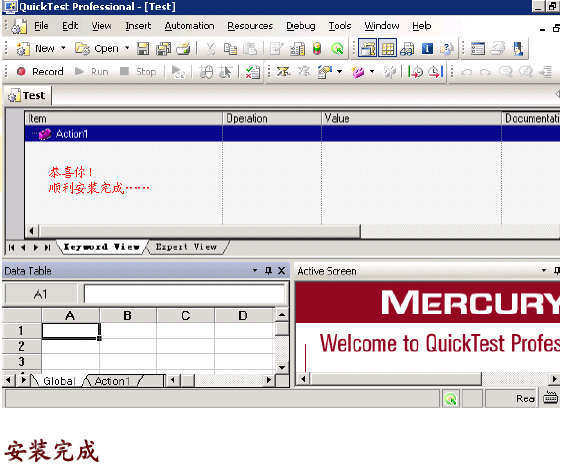 QuickTest Professional - [Test]
File Edit View Insert Automation Resources Debug Tools Window Help
New Open
Record Run Stop
Test
Item Operation Value Documentati
Action1
恭喜你！
顺利安装完成……
Keyword View Expert View
Data Table
Active Screen
A1
MERCURY
A B C D
Welcome to QuickTest Profes
1
2
3
Global Action1
Rea
安装完成